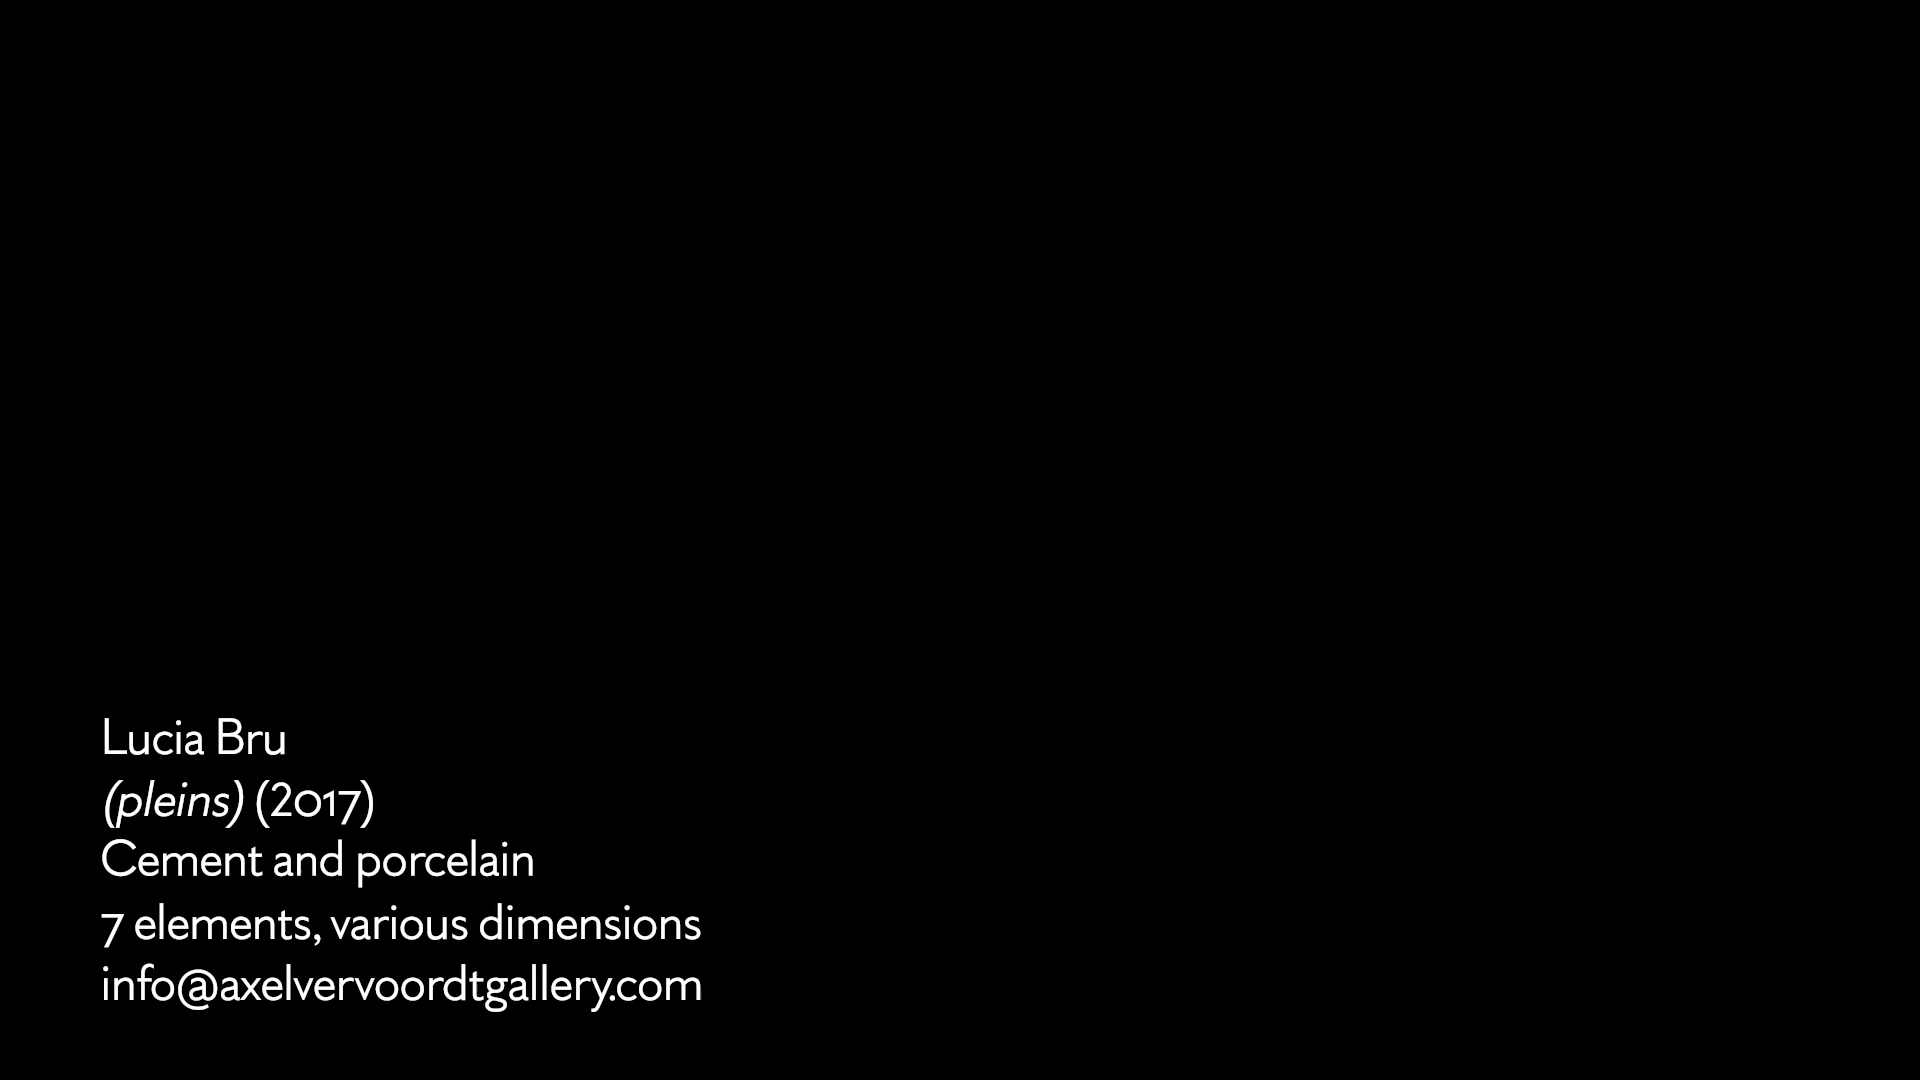 Lucia Bru
(pleins) (2017)
Cement and porcelain
7 elements, various dimensions
info@axelvervoordtgallery.com